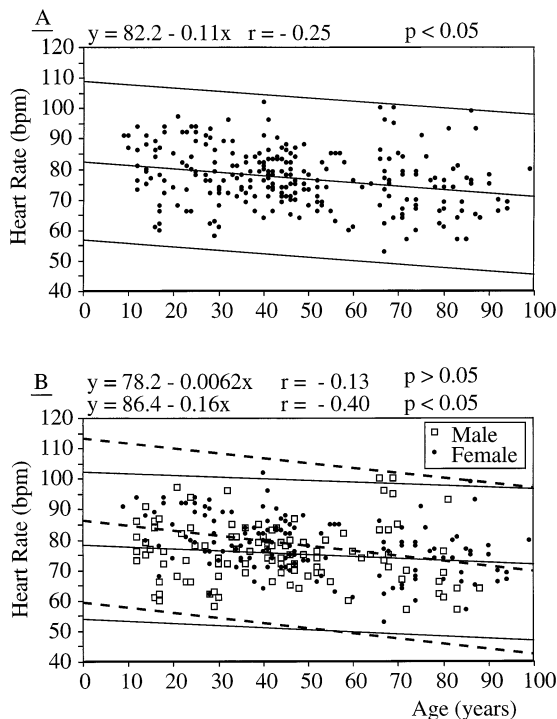 A
y = 82.2 - 0.11x r = - 0.25 p < 0.05
120
110
100
90
80
70
60
50
40
Heart Rate (bpm)
0 10 20 30 40 50 60 70 80 90 100
B
y = 78.2 - 0.0062x r = - 0.13 p > 0.05
y = 86.4 - 0.16x r = - 0.40 p < 0.05
120
110
100
90
80
70
60
50
40
Heart Rate (bpm)
Male
Female
0 10 20 30 40 50 60 70 80 90 100
Age (years)